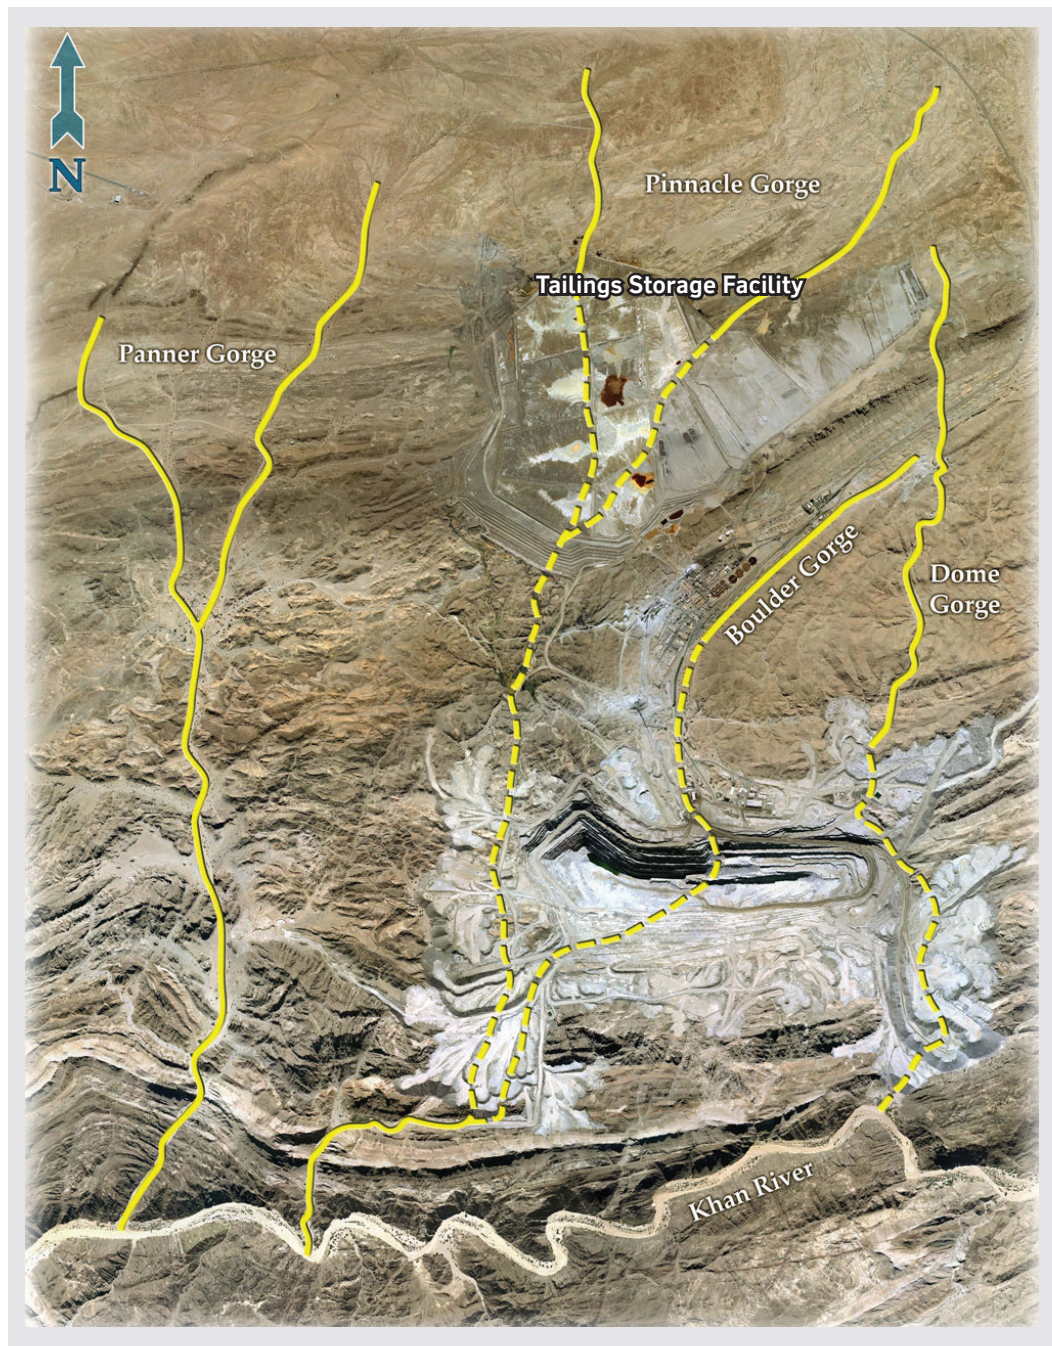 N
Pinnacle Gorge
Tailings Storage Facility
Panner Gorge
Boulder Gorge
Dome
Gorge
Khan River